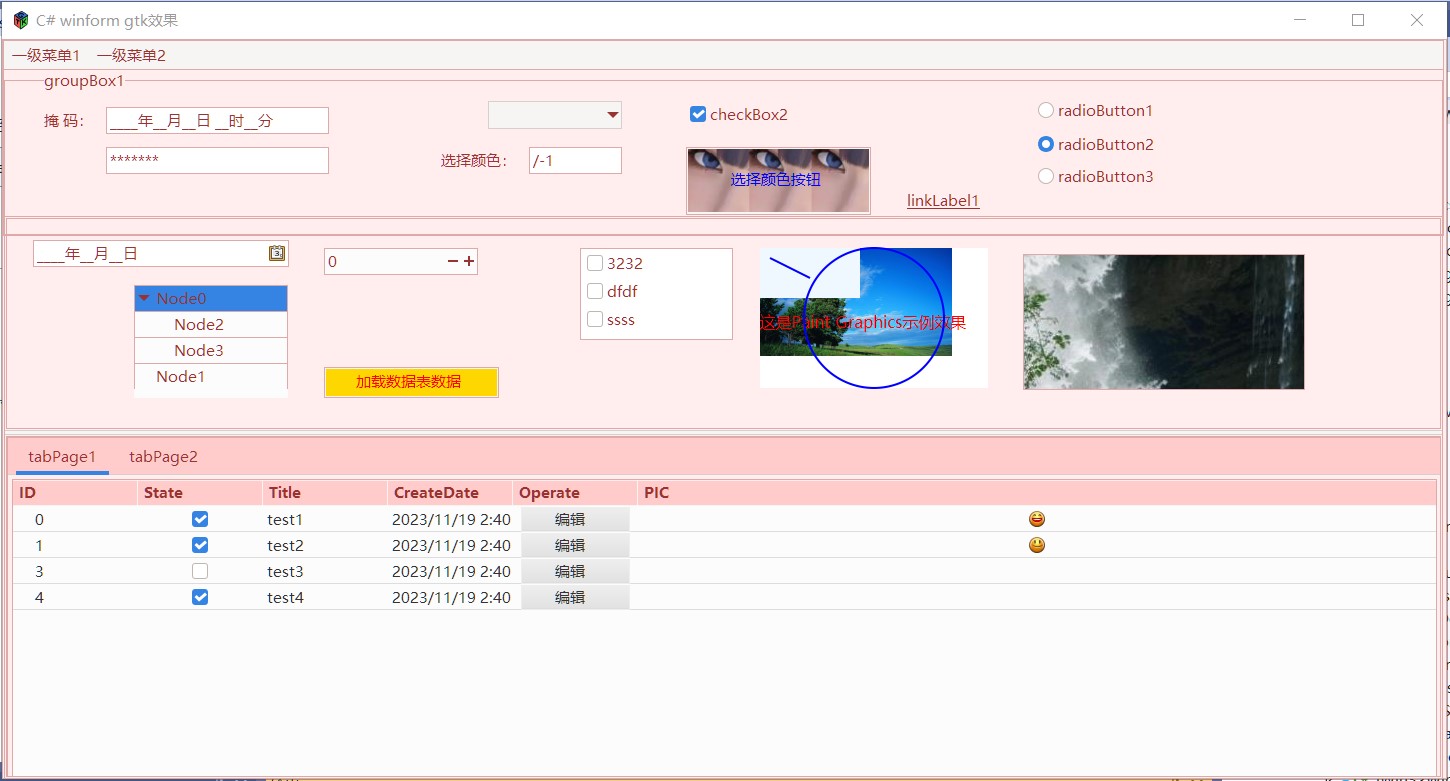 C# winform gtk效果
一级菜单1 一级菜单2
groupBox1
掩 码: ____年__月__日 __时__分
checkBox2
radioButton1
*******
选择颜色: /-1
选择颜色按钮
linkLabel1
radioButton2
radioButton3
____年__月__日
0
3232
dfdf
ssss
Node0
Node2
Node3
Node1
加载数据表数据
这是Paint Graphics示例效果
tabPage1 tabPage2
ID State Title CreateDate Operate PIC
0 test1 2023/11/19 2:40 编辑
1 test2 2023/11/19 2:40 编辑
3 test3 2023/11/19 2:40 编辑
4 test4 2023/11/19 2:40 编辑